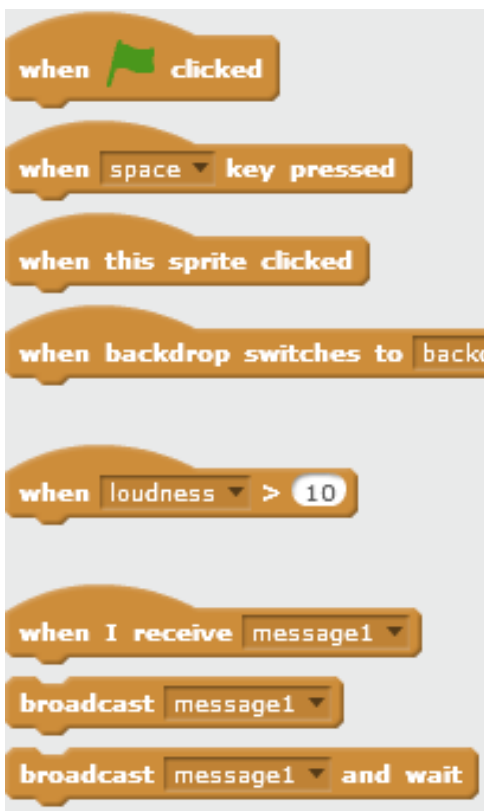 when clicked
when space key pressed
when this sprite clicked
when backdrop switches to
when loudness > 10
when I receive message1
broadcast message1
broadcast message1 and wait